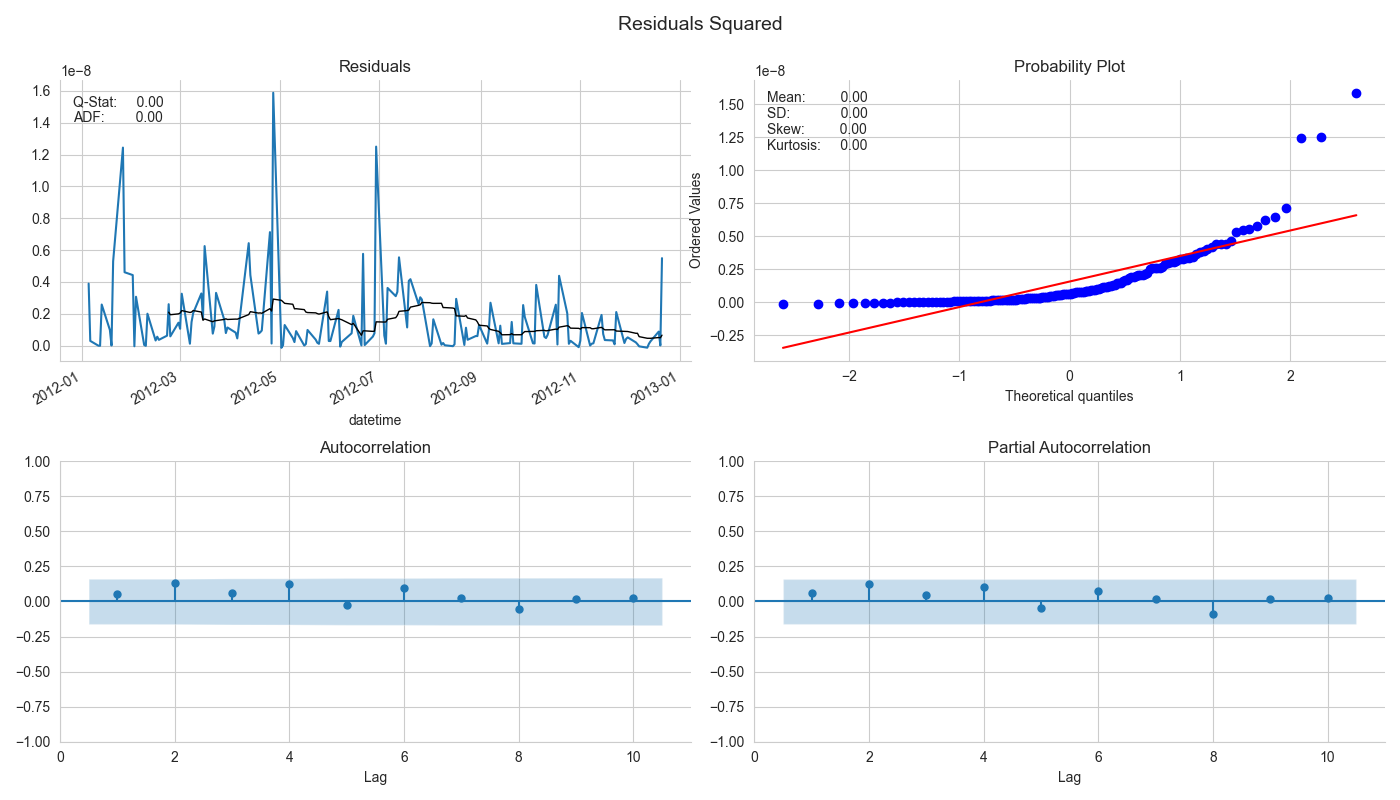 Residuals Squared
Residuals
1e−8
Q-Stat: 0.00
ADF: 0.00
1.6
1.4
1.2
1.0
0.8
0.6
0.4
0.2
0.0
2012-01
2012-03
2012-05
2012-07
2012-09
2012-11
2013-01
datetime
Probability Plot
1e−8
Mean: 0.00
SD: 0.00
Skew: 0.00
Kurtosis: 0.00
Ordered Values
1.50
1.25
1.00
0.75
0.50
0.25
0.00
−0.25
−2 −1 0 1 2
Theoretical quantiles
Autocorrelation
1.00
0.75
0.50
0.25
0.00
−0.25
−0.50
−0.75
−1.00
0 2 4 6 8 10
Lag
Partial Autocorrelation
1.00
0.75
0.50
0.25
0.00
−0.25
−0.50
−0.75
−1.00
0 2 4 6 8 10
Lag